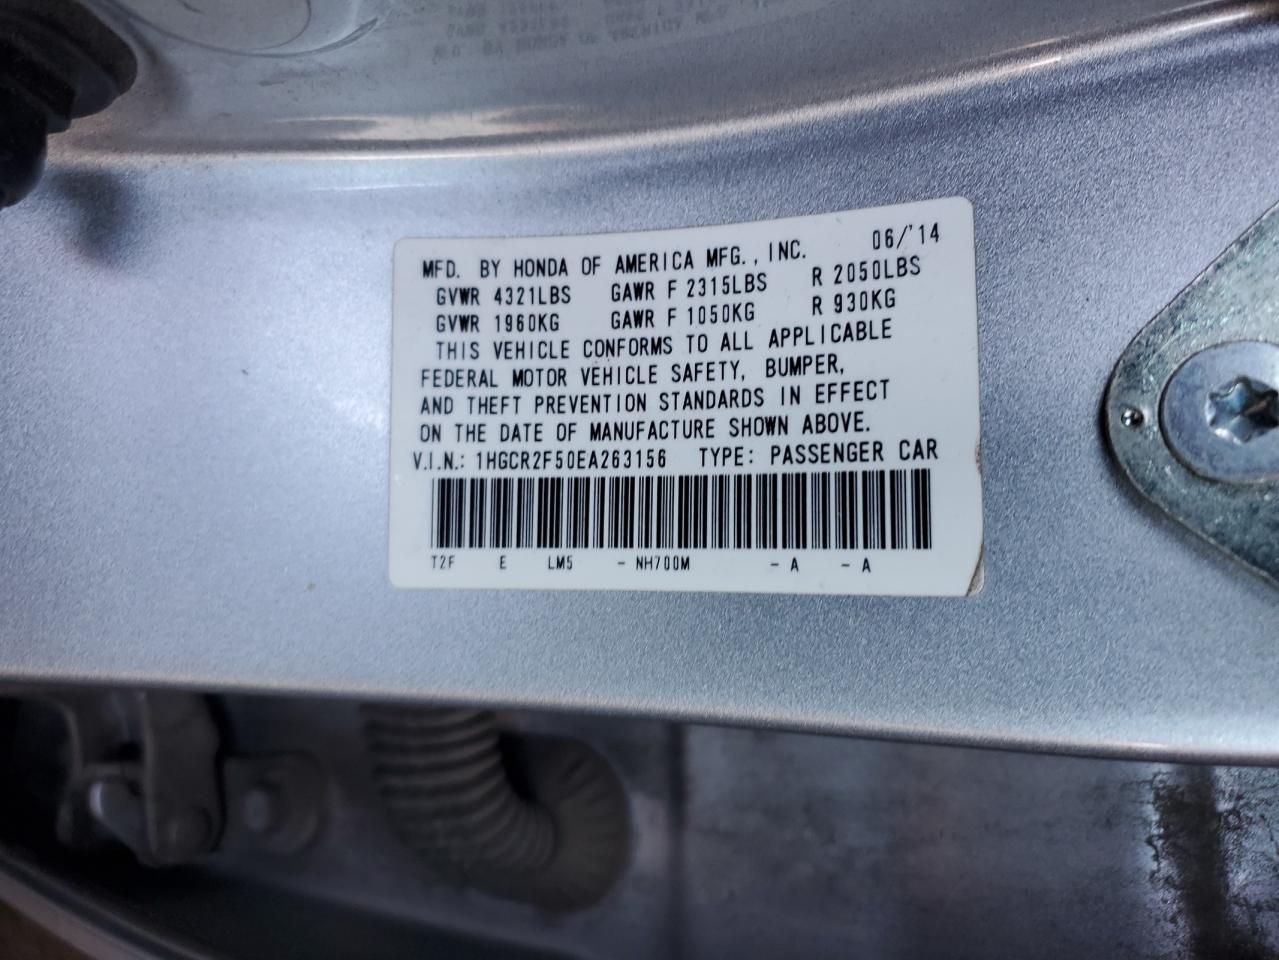 MFD. BY HONDA OF AMERICA MFG., INC. 06/'14
GVWR 4321LBS GAWR F 2315LBS R 2050LBS
GVWR 1960KG GAWR F 1050KG R 930KG
THIS VEHICLE CONFORMS TO ALL APPLICABLE
FEDERAL MOTOR VEHICLE SAFETY, BUMPER,
AND THEFT PREVENTION STANDARDS IN EFFECT
ON THE DATE OF MANUFACTURE SHOWN ABOVE.
V.I.N.: 1HGCR2F50EA263156 TYPE: PASSENGER CAR
T2F E LM5 - NH700M - A - A